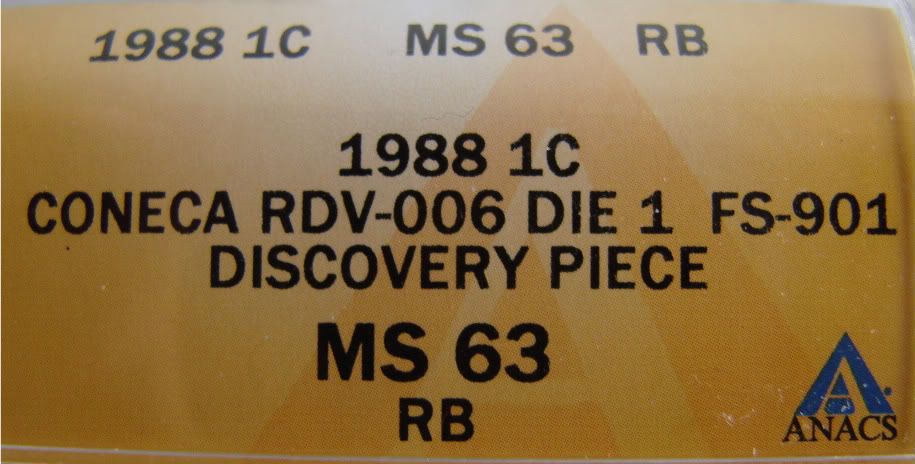 1988 1C MS 63 RB
1988 1C
CONECA RDV-006 DIE 1 FS-901
DISCOVERY PIECE
MS 63
RB
ANACS